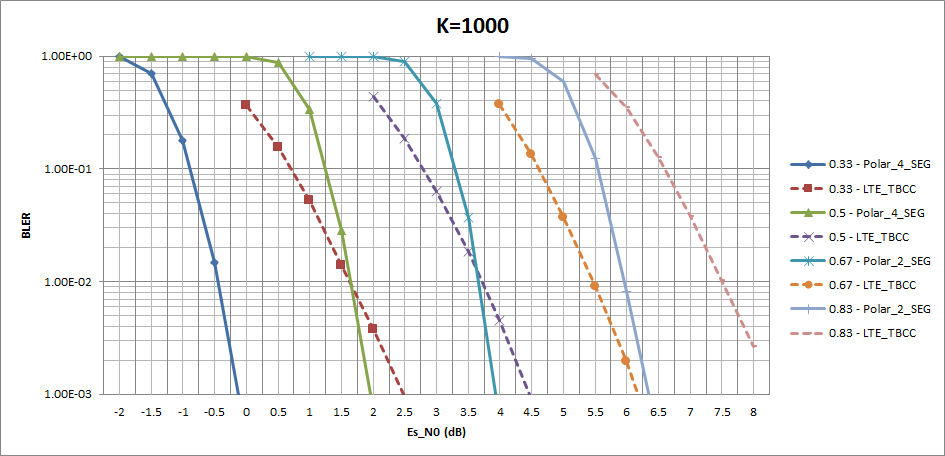 K=1000
1.00E+00
1.00E-01
1.00E-02
1.00E-03
BLER
-2 -1.5 -1 -0.5 0 0.5 1 1.5 2 2.5 3 3.5 4 4.5 5 5.5 6 6.5 7 7.5 8
Es_N0 (dB)
0.33 - Polar_4_SEG
0.33 - LTE_TBCC
0.5 - Polar_4_SEG
0.5 - LTE_TBCC
0.67 - Polar_2_SEG
0.67 - LTE_TBCC
0.83 - Polar_2_SEG
0.83 - LTE_TBCC